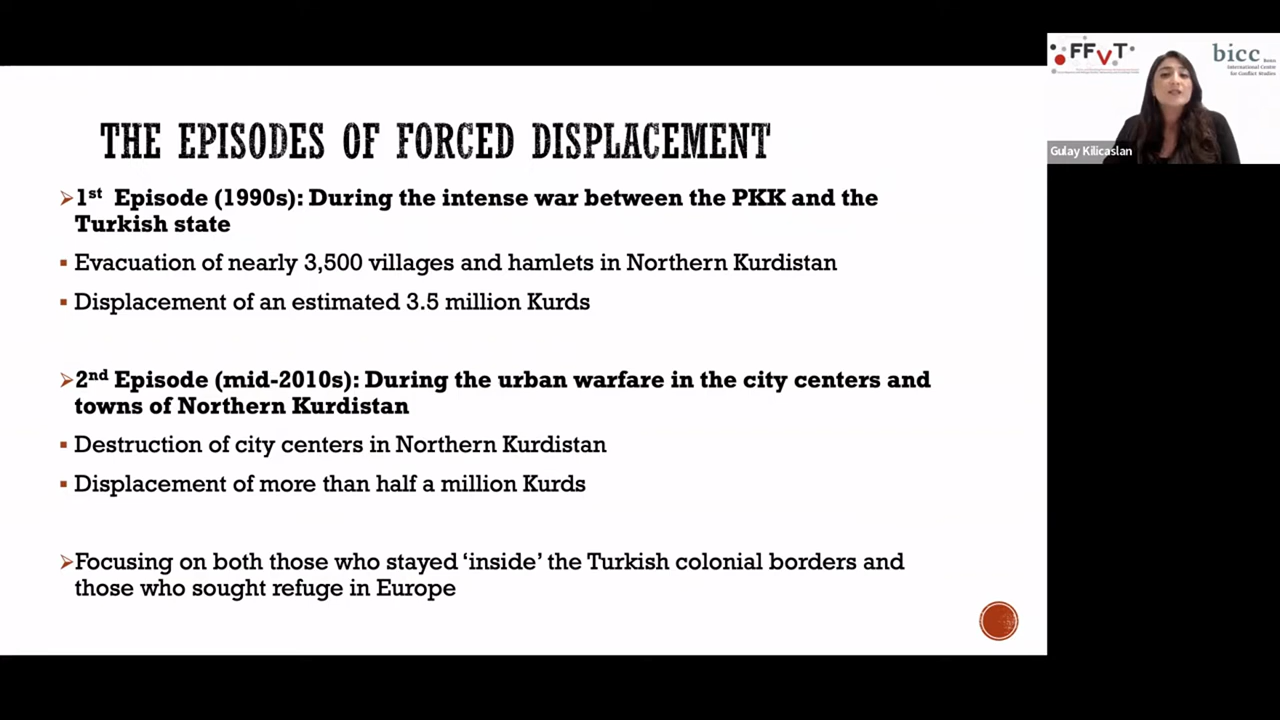 THE EPISODES OF FORCED DISPLACEMENT
1st Episode (1990s): During the intense war between the PKK and the
Turkish state
Evacuation of nearly 3,500 villages and hamlets in Northern Kurdistan
Displacement of an estimated 3.5 million Kurds
2nd Episode (mid-2010s): During the urban warfare in the city centers and
towns of Northern Kurdistan
Destruction of city centers in Northern Kurdistan
Displacement of more than half a million Kurds
Focusing on both those who stayed ‘inside’ the Turkish colonial borders and
those who sought refuge in Europe
FFVT
bicc Bonn
International Centre
for Conflict Studies
Gulay Kilicaslan